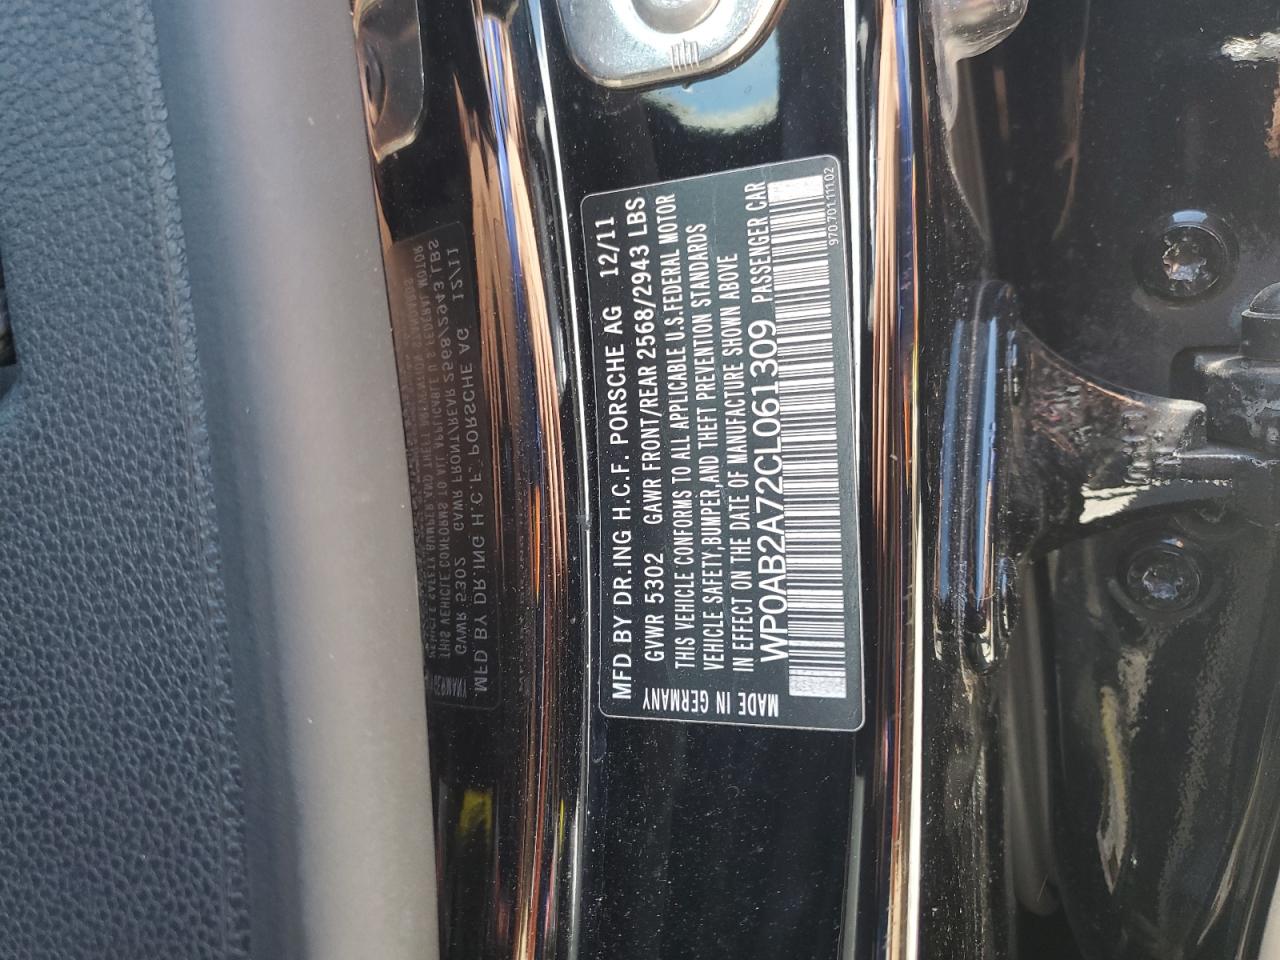 MFD.BY DR.ING H.C.F. PORSCHE AG 12/11
GVWR 5302 GAWR FRONT/REAR 2568/2943 LBS
THIS VEHICLE CONFORMS TO ALL APPLICABLE U.S.FEDERAL MOTOR
VEHICLE SAFETY,BUMPER,AND THEFT PREVENTION STANDARDS
IN EFFECT ON THE DATE OF MANUFACTURE SHOWN ABOVE
WP0AB2A72CL061309 PASSENGER CAR
970.701.111.02
MADE IN GERMANY